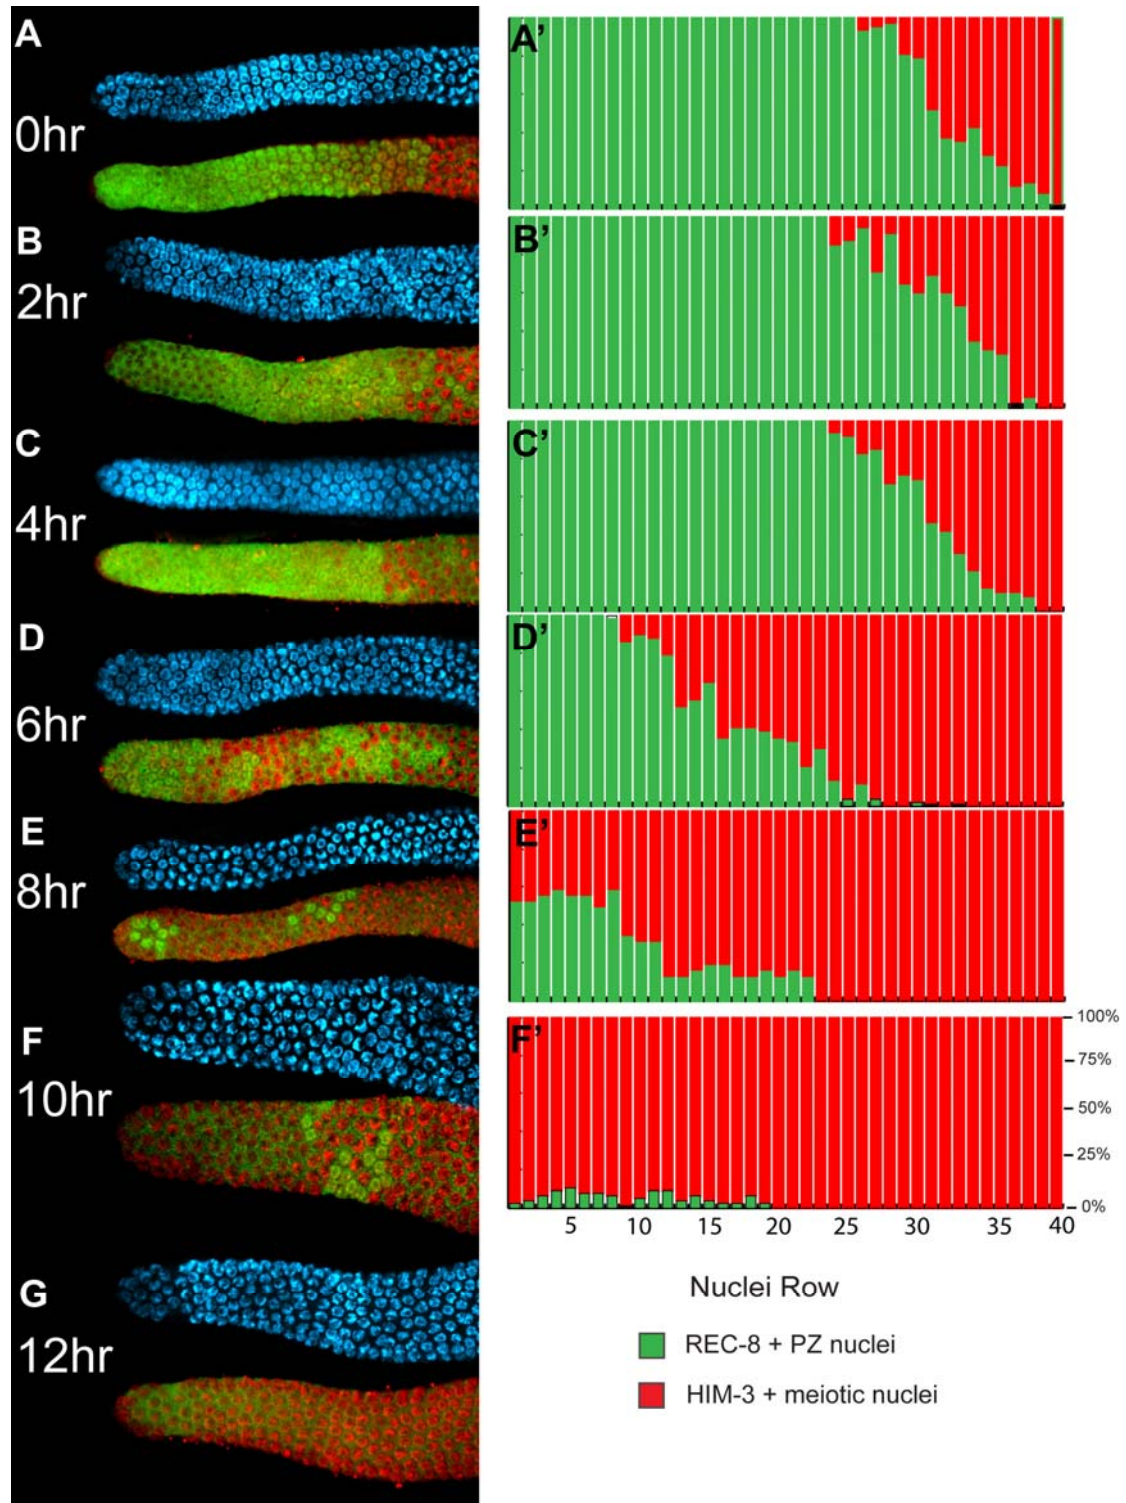 A
0hr
A'
B
2hr
B'
C
4hr
C'
D
6hr
D'
E
8hr
E'
F
10hr
F'
100%
75%
50%
25%
0%
5 10 15 20 25 30 35 40
Nuclei Row
G
12hr
REC-8 + PZ nuclei
HIM-3 + meiotic nuclei